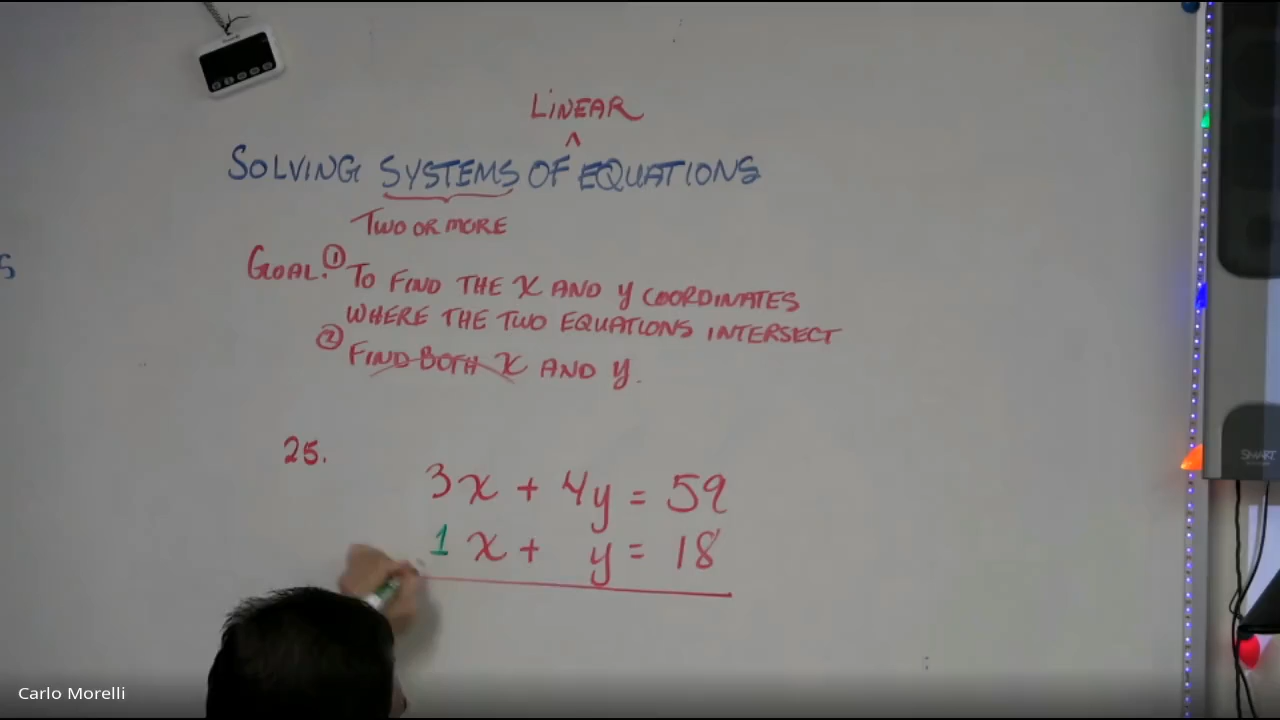 LINEAR
^
SOLVING SYSTEMS OF EQUATIONS
TWO OR MORE
S
GOAL: ① TO FIND THE x AND y COORDINATES
WHERE THE TWO EQUATIONS INTERSECT
② FIND BOTH x AND y.
25.
3x + 4y = 59
1x + y = 18
SMART
Carlo Morelli